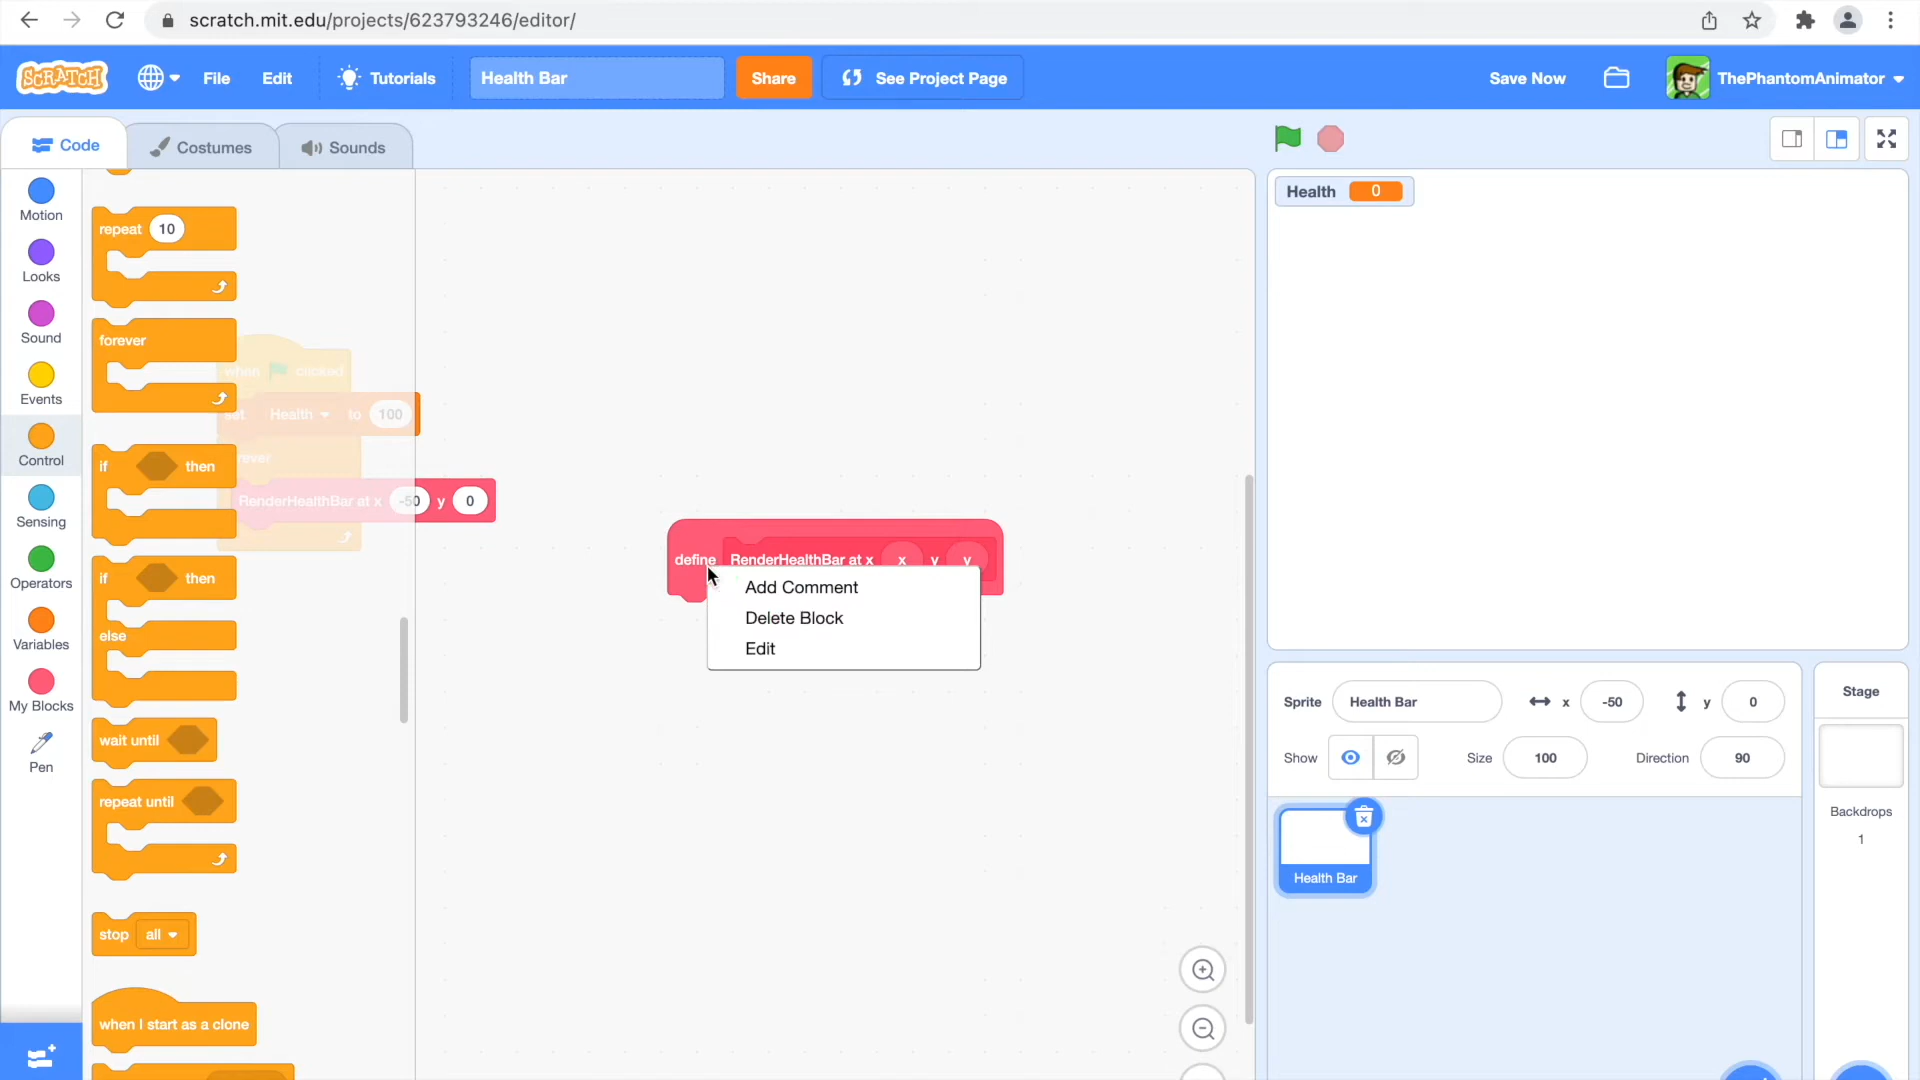 scratch.mit.edu/projects/623793246/editor/
SCRATCH
File
Edit
Tutorials
Health Bar
Share
See Project Page
Save Now
ThePhantomAnimator
Code
Costumes
Sounds
Motion
Looks
Sound
Events
Control
Sensing
Operators
Variables
My Blocks
Pen
repeat 10
forever
if then
if then
else
wait until
repeat until
stop all
when I start as a clone
when clicked
set Health to 100
RenderHealthBar at x -50 y 0
define RenderHealthBar at x x y y
Add Comment
Delete Block
Edit
Health 0
Sprite Health Bar x -50 y 0
Show Size 100 Direction 90
Health Bar
Stage
Backdrops
1